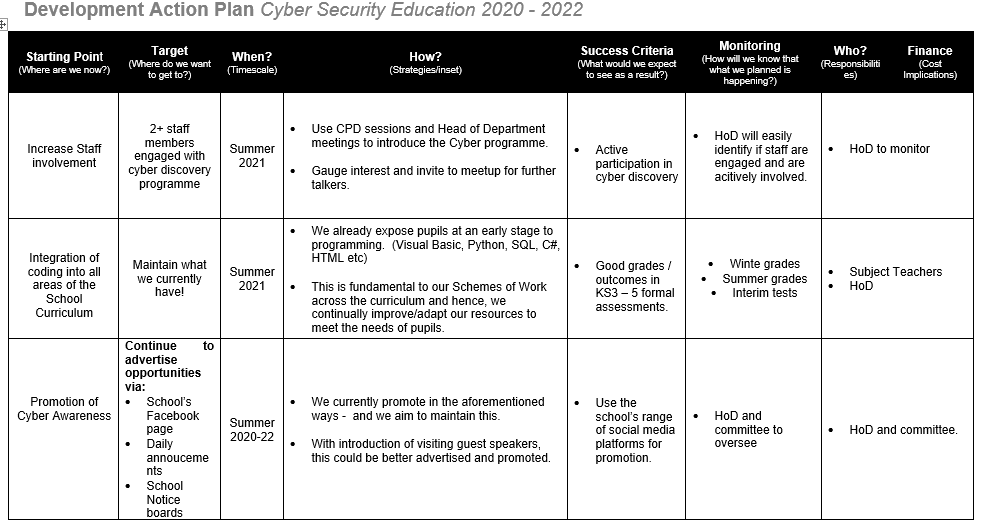 Development Action Plan Cyber Security Education 2020 - 2022
Starting Point
(Where are we now?)
Target
(Where do we want
to get to?)
When?
(Timescale)
How?
(Strategies/inset)
Success Criteria
(What would we expect
to see as a result?)
Monitoring
(How will we know that
what we planned is
happening?)
Who?
(Responsibiliti
es)
Finance
(Cost
Implications)
Increase Staff
involvement
2+ staff
members
engaged with
cyber discovery
programme
Summer
2021
• Use CPD sessions and Head of Department
meetings to introduce the Cyber programme.
• Gauge interest and invite to meetup for further
talkers.
• Active
participation in
cyber discovery
• HoD will easily
identify if staff are
engaged and are
acitively involved.
• HoD to monitor
Integration of
coding into all
areas of the
School
Curriculum
Maintain what
we currently
have!
Summer
2021
• We already expose pupils at an early stage to
programming. (Visual Basic, Python, SQL, C#,
HTML etc)
• This is fundamental to our Schemes of Work
across the curriculum and hence, we
continually improve/adapt our resources to
meet the needs of pupils.
• Good grades /
outcomes in
KS3 – 5 formal
assessments.
• Winte grades
• Summer grades
• Interim tests
• Subject Teachers
• HoD
Promotion of
Cyber Awareness
Continue to
advertise
opportunities
via:
• School's
Facebook
page
• Daily
annouceme
nts
• School
Notice
boards
Summer
2020-22
• We currently promote in the aforementioned
ways - and we aim to maintain this.
• With introduction of visiting guest speakers,
this could be better advertised and promoted.
• Use the
school's range
of social media
platforms for
promotion.
• HoD and
committee to
oversee
• HoD and committee.